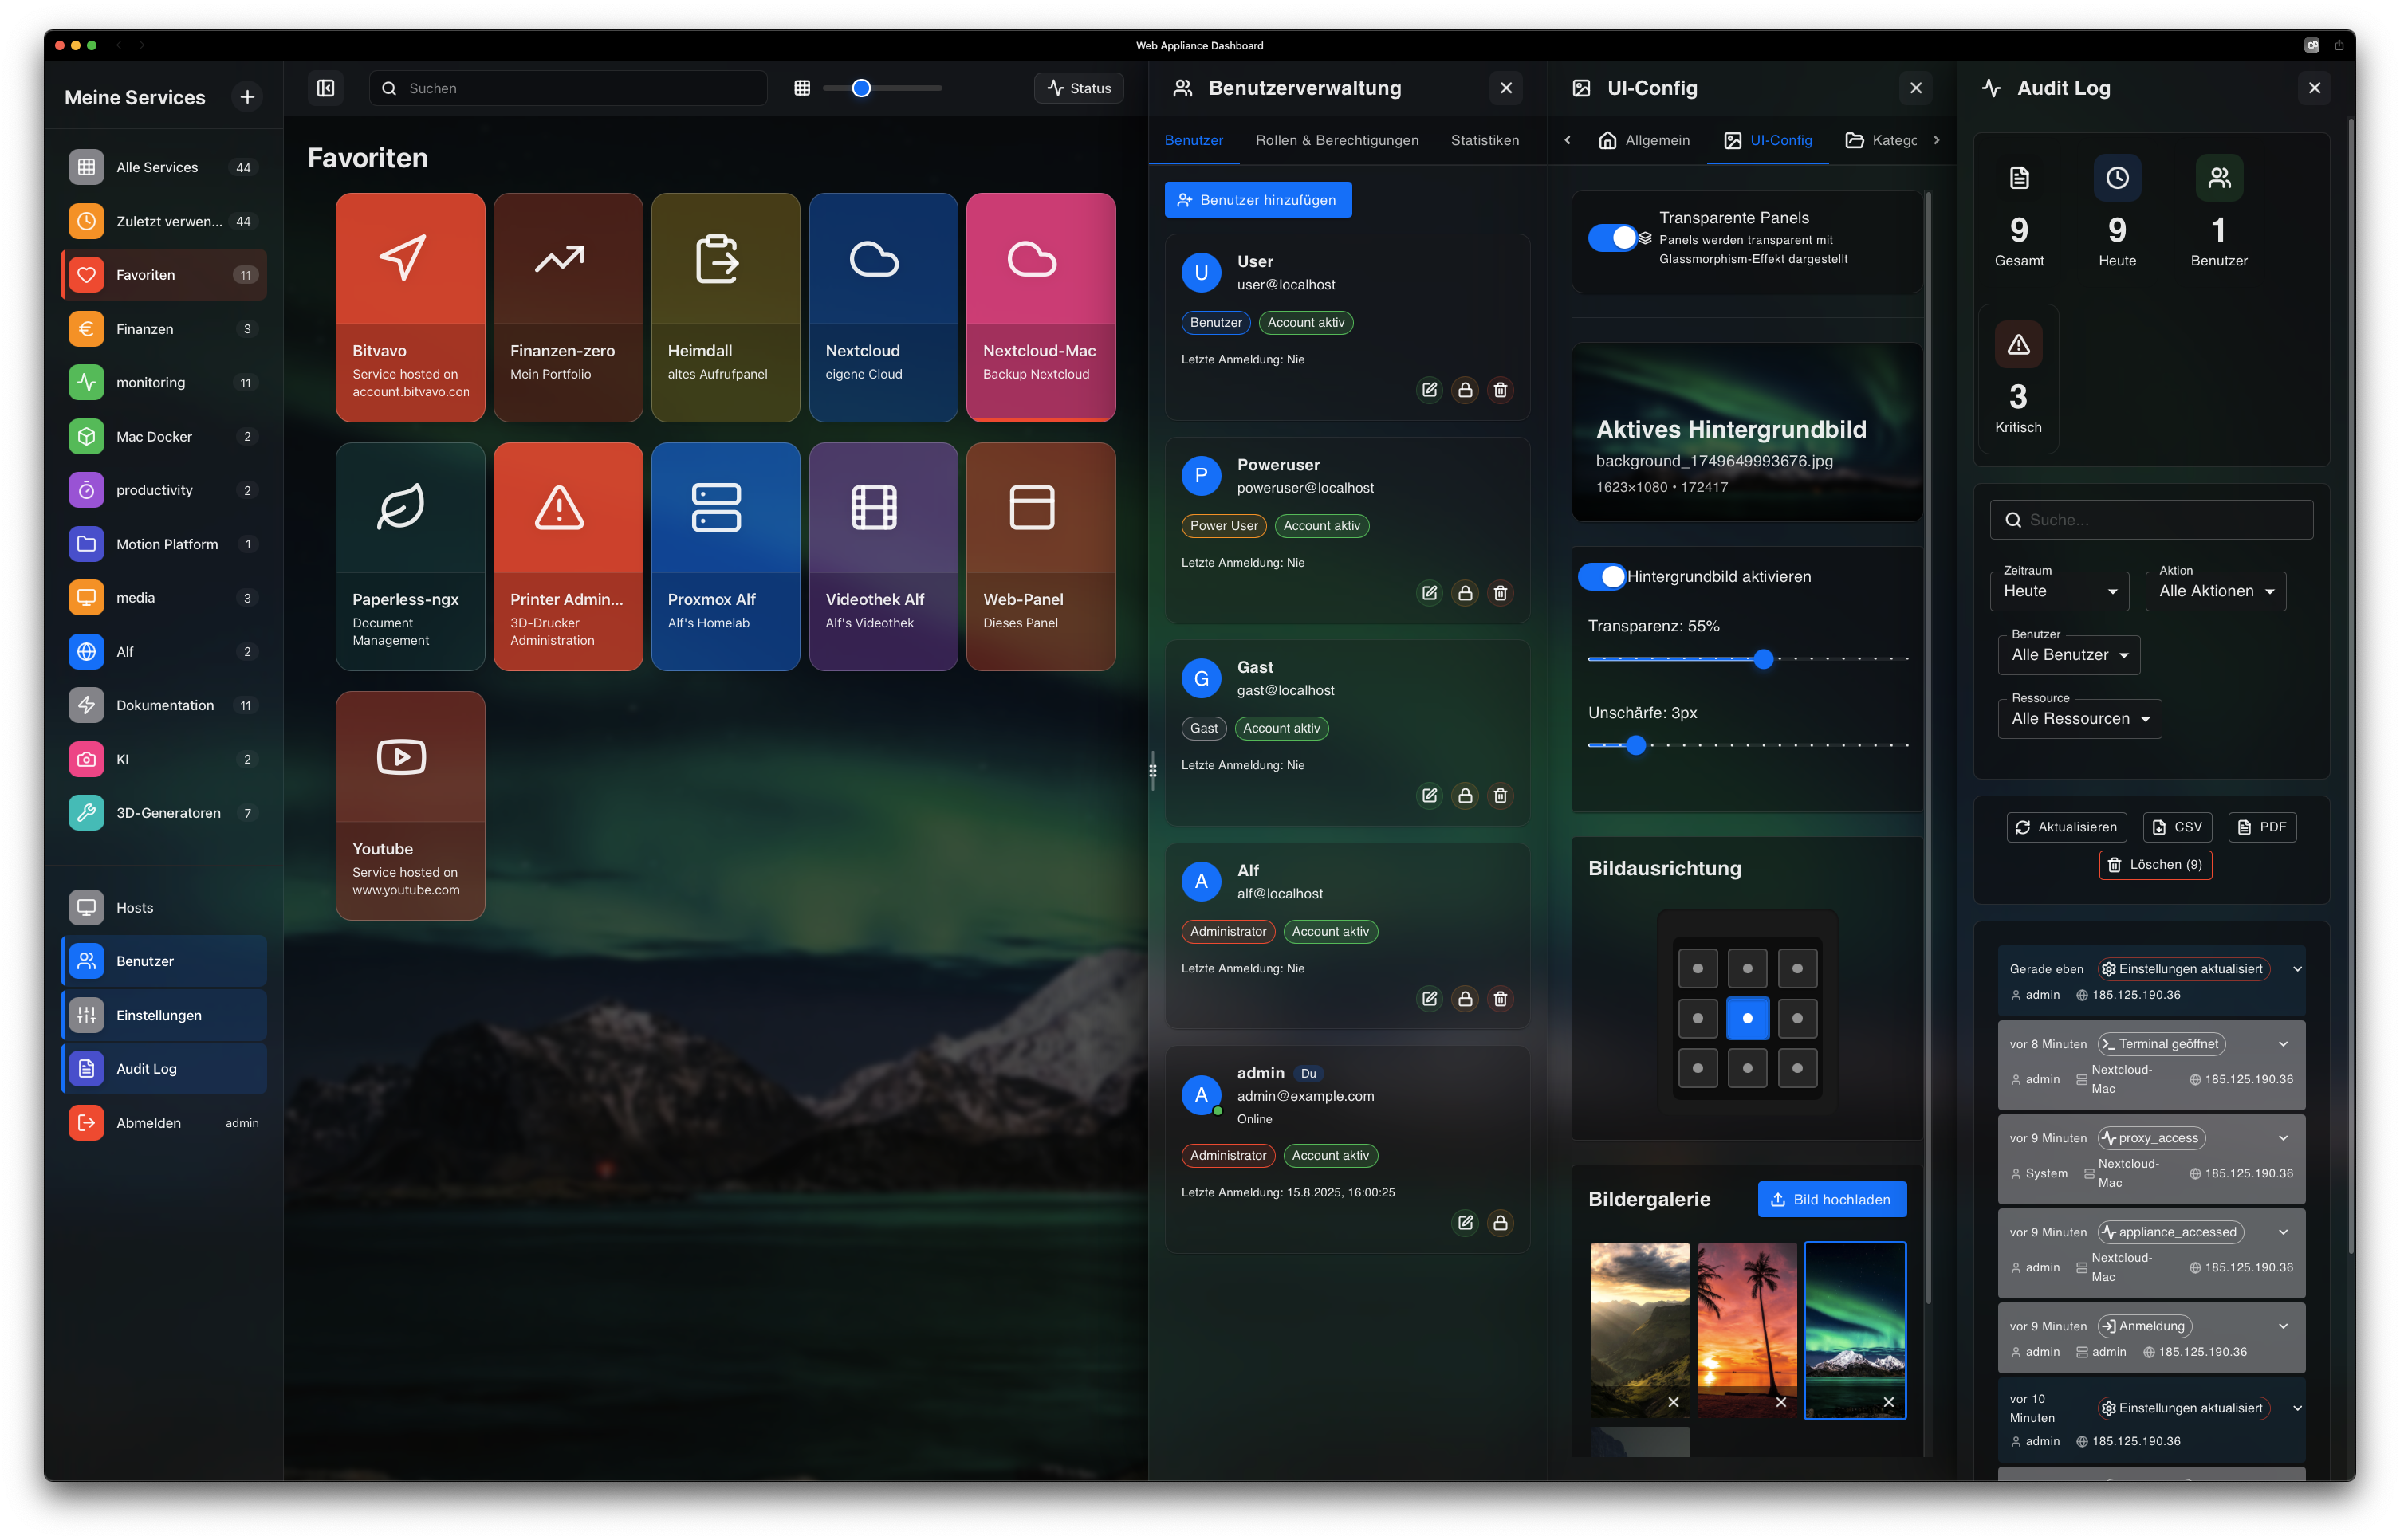 Web Appliance Dashboard
Meine Services
Alle Services 44
Zuletzt verwen... 44
Favoriten 11
Finanzen 3
monitoring 11
Mac Docker 2
productivity 2
Motion Platform 1
media 3
Alf 2
Dokumentation 11
KI 2
3D-Generatoren 7
Hosts
Benutzer
Einstellungen
Audit Log
Abmelden admin
Suchen
Status
Favoriten
Bitvavo
Service hosted on
account.bitvavo.com
Finanzen-zero
Mein Portfolio
Heimdall
altes Aufrufpanel
Nextcloud
eigene Cloud
Nextcloud-Mac
Backup Nextcloud
Paperless-ngx
Document
Management
Printer Admin...
3D-Drucker
Administration
Proxmox Alf
Alf's Homelab
Videothek Alf
Alf's Videothek
Web-Panel
Dieses Panel
Youtube
Service hosted on
www.youtube.com
Benutzerverwaltung
Benutzer Rollen & Berechtigungen Statistiken
Benutzer hinzufügen
U
User
user@localhost
Benutzer Account aktiv
Letzte Anmeldung: Nie
P
Poweruser
poweruser@localhost
Power User Account aktiv
Letzte Anmeldung: Nie
G
Gast
gast@localhost
Gast Account aktiv
Letzte Anmeldung: Nie
A
Alf
alf@localhost
Administrator Account aktiv
Letzte Anmeldung: Nie
A
admin Du
admin@example.com
Online
Administrator Account aktiv
Letzte Anmeldung: 15.8.2025, 16:00:25
UI-Config
Allgemein UI-Config Katego
Transparente Panels
Panels werden transparent mit
Glassmorphism-Effekt dargestellt
Aktives Hintergrundbild
background_1749649993676.jpg
1623×1080 • 172417
Hintergrundbild aktivieren
Transparenz: 55%
Unschärfe: 3px
Bildausrichtung
Bildergalerie
Bild hochladen
Audit Log
9 9 1
Gesamt Heute Benutzer
3
Kritisch
Suche...
Zeitraum Aktion
Heute Alle Aktionen
Benutzer
Alle Benutzer
Ressource
Alle Ressourcen
Aktualisieren CSV PDF
Löschen (9)
Gerade eben Einstellungen aktualisiert
admin 185.125.190.36
vor 8 Minuten Terminal geöffnet
admin Nextcloud-
Mac 185.125.190.36
vor 9 Minuten proxy_access
System Nextcloud-
Mac 185.125.190.36
vor 9 Minuten appliance_accessed
admin Nextcloud-
Mac 185.125.190.36
vor 9 Minuten Anmeldung
admin admin 185.125.190.36
vor 10
Minuten Einstellungen aktualisiert
admin 185.125.190.36